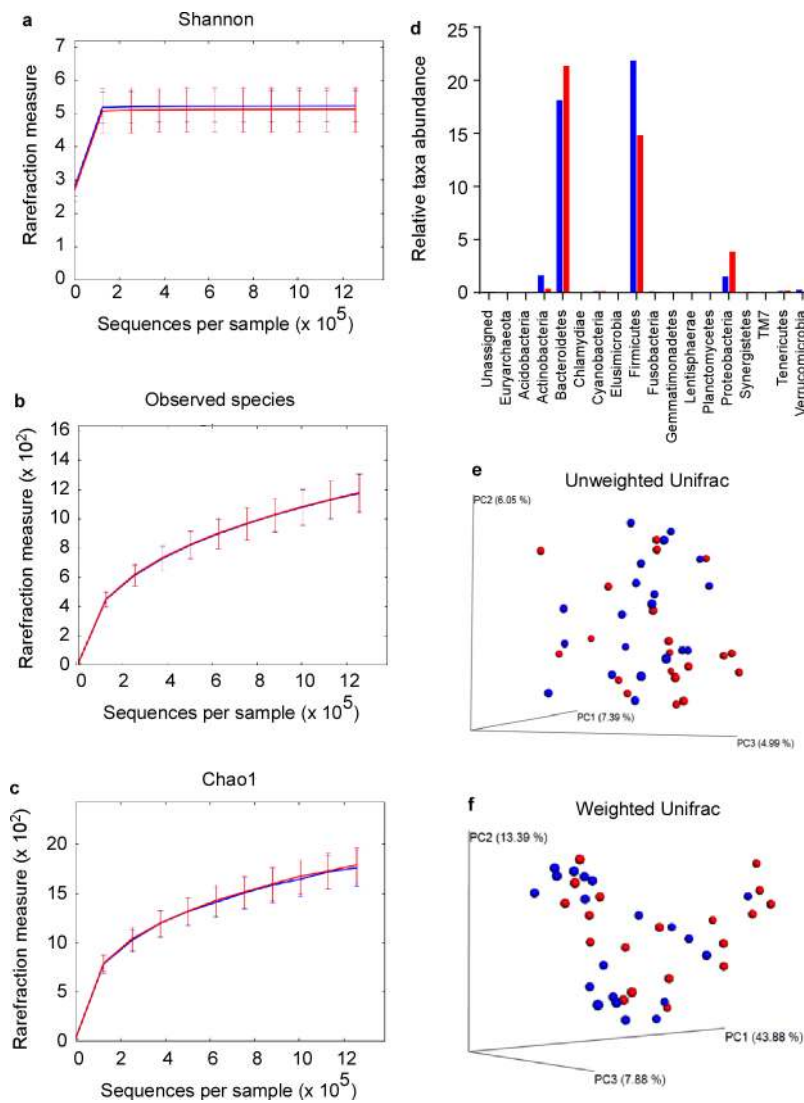 a
Shannon
Rarefraction measure
7
6
5
4
3
2
1
0
0 2 4 6 8 10 12
Sequences per sample (x 10⁵)
b
Observed species
Rarefraction measure (x 10²)
16
14
12
10
8
6
4
2
0
0 2 4 6 8 10 12
Sequences per sample (x 10⁵)
c
Chao1
Rarefraction measure (x 10²)
20
15
10
5
0
0 2 4 6 8 10 12
Sequences per sample (x 10⁵)
d
Relative taxa abundance
25
20
15
10
5
0
Unassigned
Euryarchaeota
Acidobacteria
Actinobacteria
Bacteroidetes
Chlamydiae
Cyanobacteria
Elusimicrobia
Firmicutes
Fusobacteria
Gemmatimonadetes
Lentisphaerae
Planctomycetes
Proteobacteria
Synergistetes
TM7
Tenericutes
Verrucomicrobia
e
Unweighted Unifrac
PC2 (6.05 %)
PC1 (7.39 %)
PC3 (4.99 %)
f
Weighted Unifrac
PC2 (13.39 %)
PC1 (43.88 %)
PC3 (7.88 %)